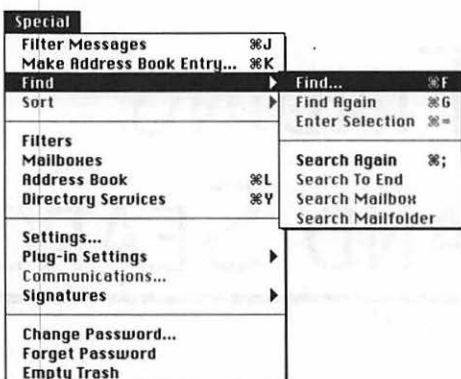 Special
Filter Messages ⌘J
Make Address Book Entry... ⌘K
Find
Sort
Filters
Mailboxes
Address Book ⌘L
Directory Services ⌘Y
Settings...
Plug-in Settings
Communications...
Signatures
Change Password...
Forget Password
Empty Trash
Find... ⌘F
Find Again ⌘G
Enter Selection ⌘=
Search Again ⌘;
Search To End
Search Mailbox
Search Mailfolder